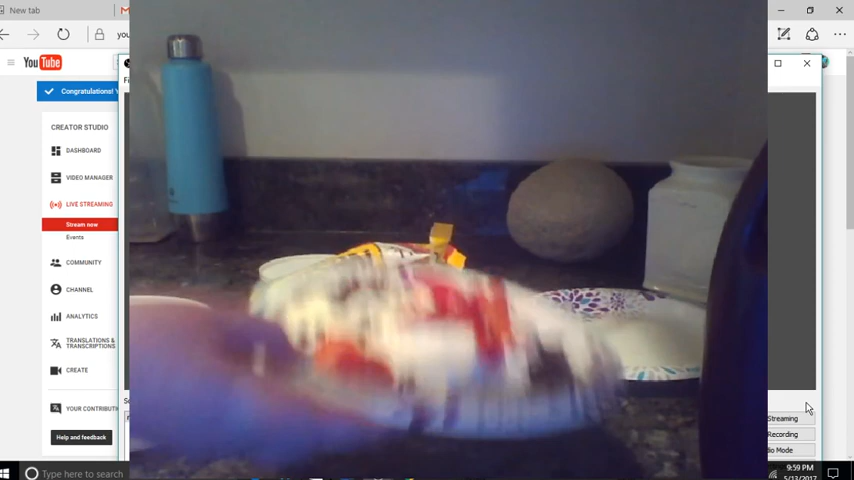 New tab
you
YouTube
Congratulations! Y
Fi
CREATOR STUDIO
DASHBOARD
VIDEO MANAGER
LIVE STREAMING
Stream now
Events
COMMUNITY
CHANNEL
ANALYTICS
TRANSLATIONS &
TRANSCRIPTIONS
CREATE
YOUR CONTRIBUTI
Help and feedback
Streaming
Recording
io Mode
Type here to search
9:59 PM
5/13/2017